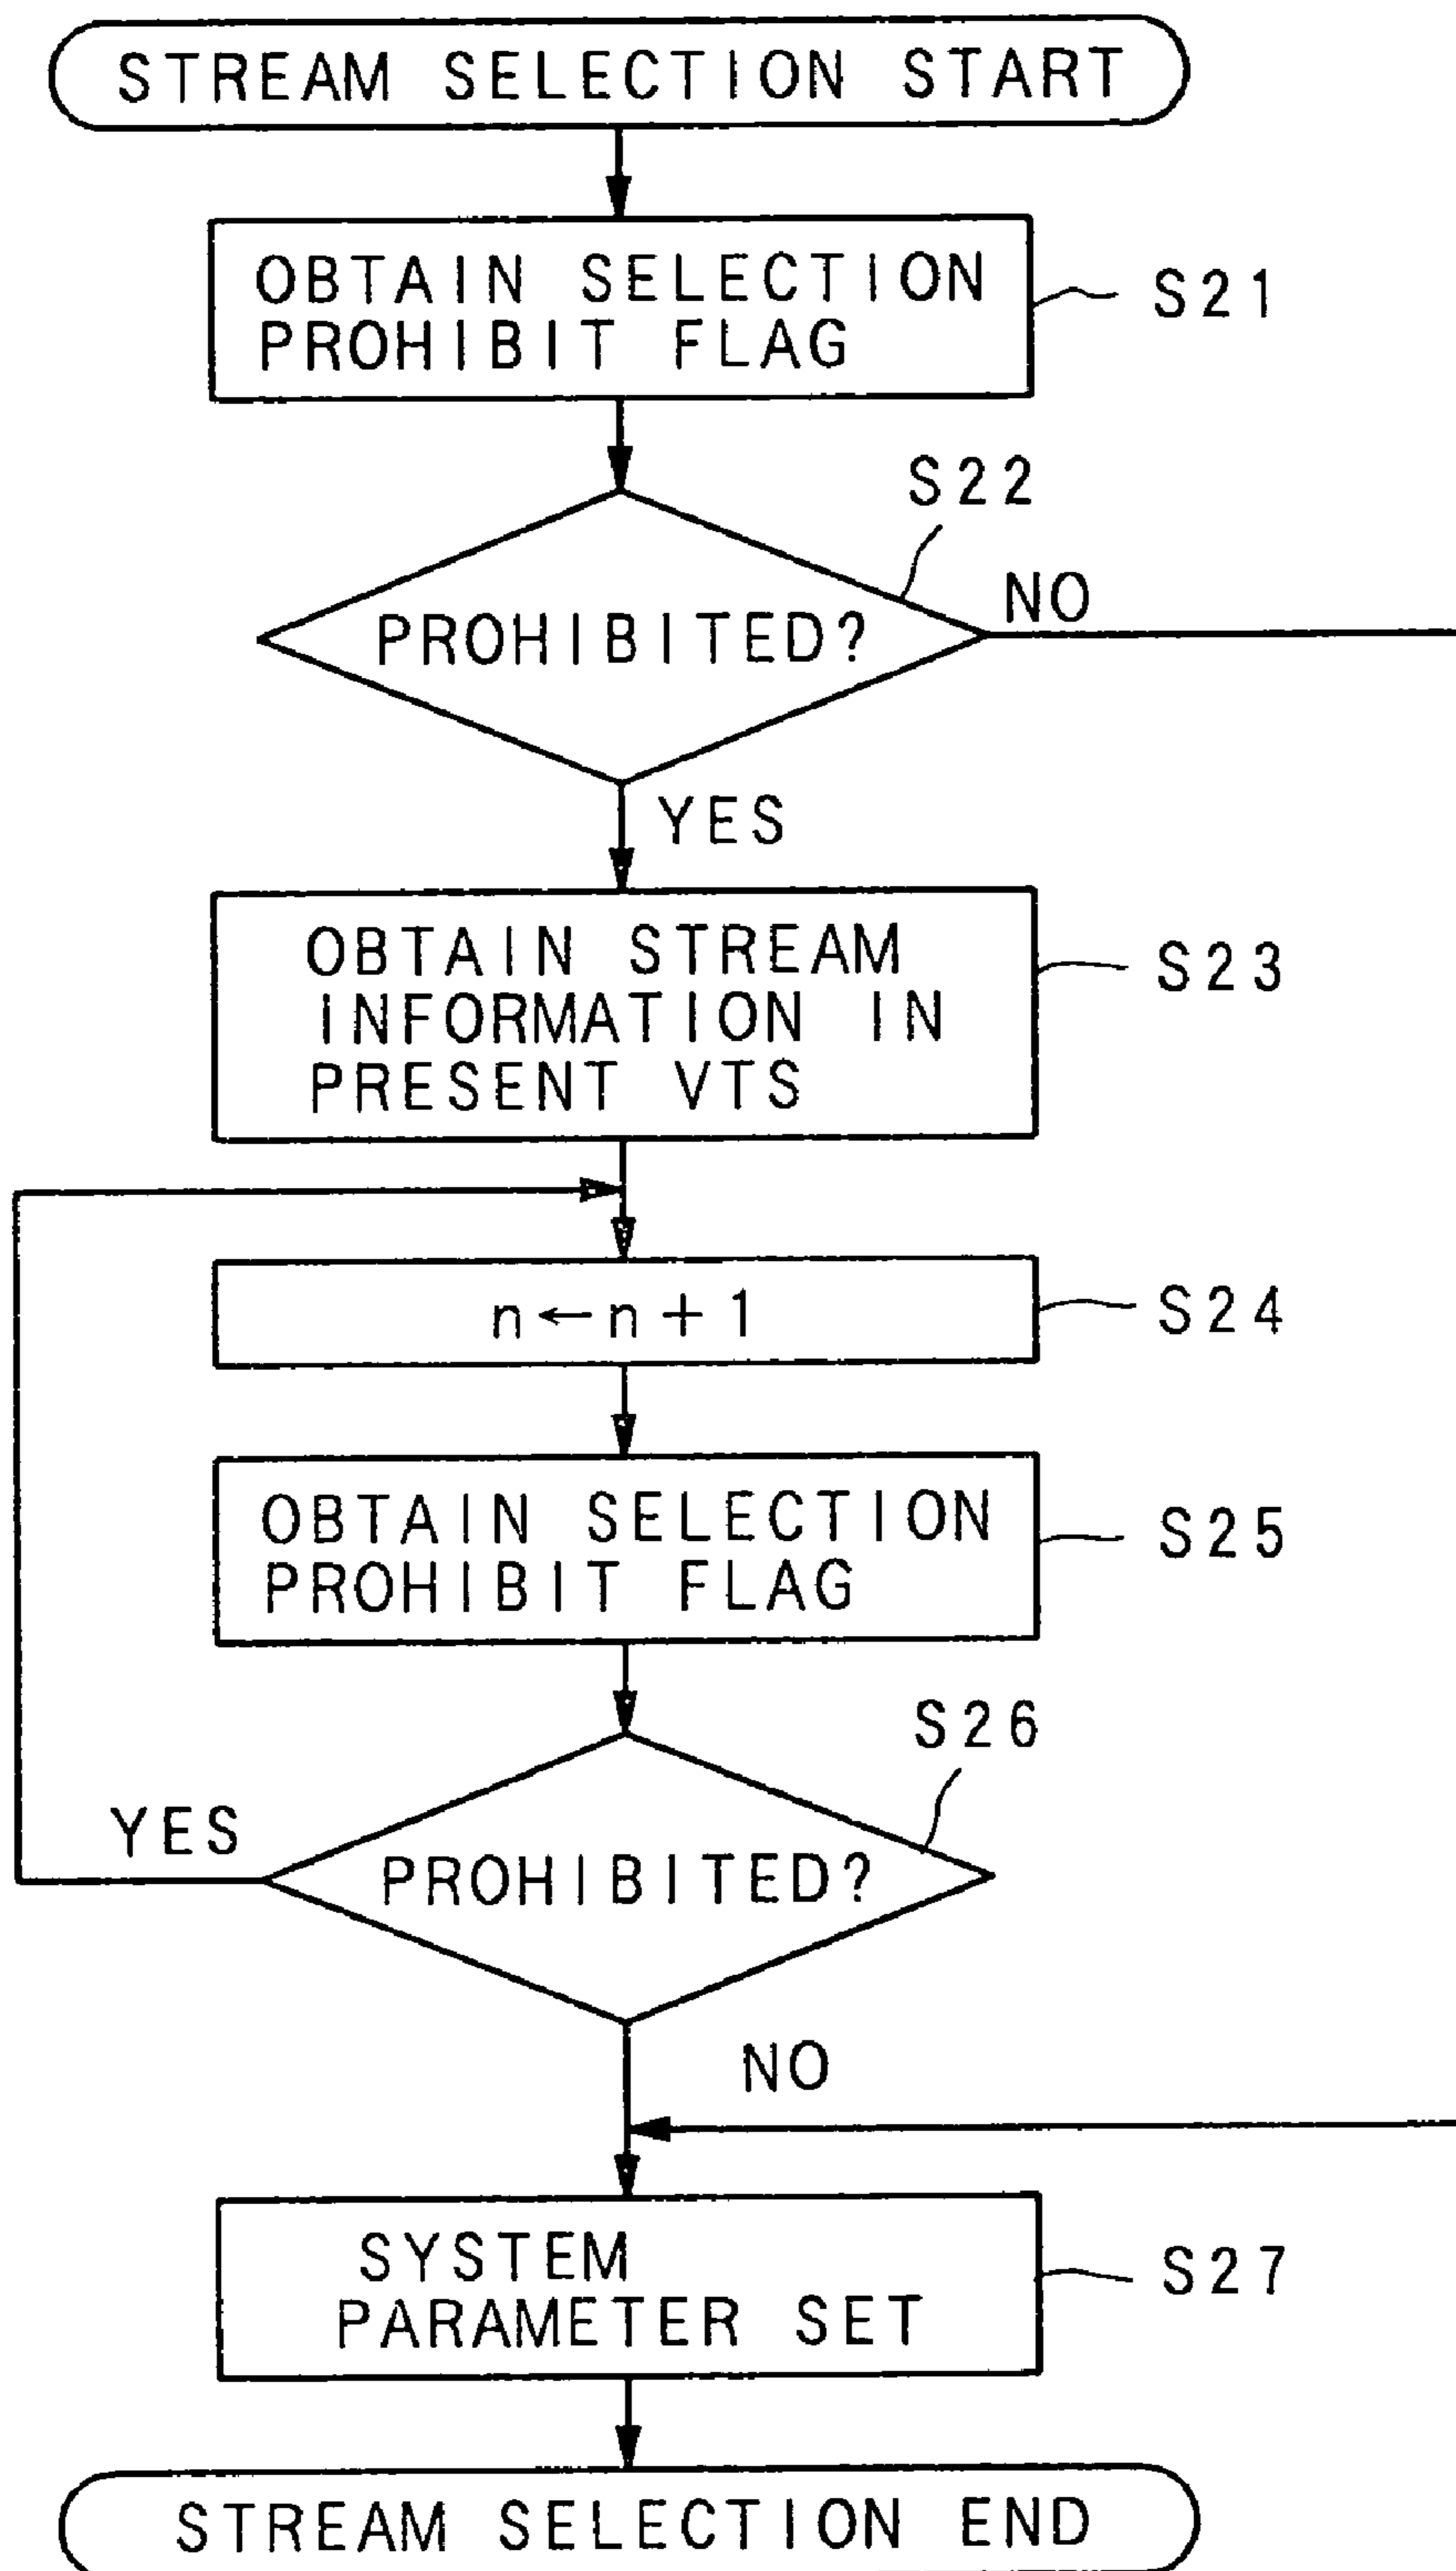 STREAM SELECTION START
OBTAIN SELECTION
PROHIBIT FLAG
S21
S22
PROHIBITED?
NO
YES
OBTAIN STREAM
INFORMATION IN
PRESENT VTS
S23
n←n+1
S24
OBTAIN SELECTION
PROHIBIT FLAG
S25
S26
YES
PROHIBITED?
NO
SYSTEM
PARAMETER SET
S27
STREAM SELECTION END